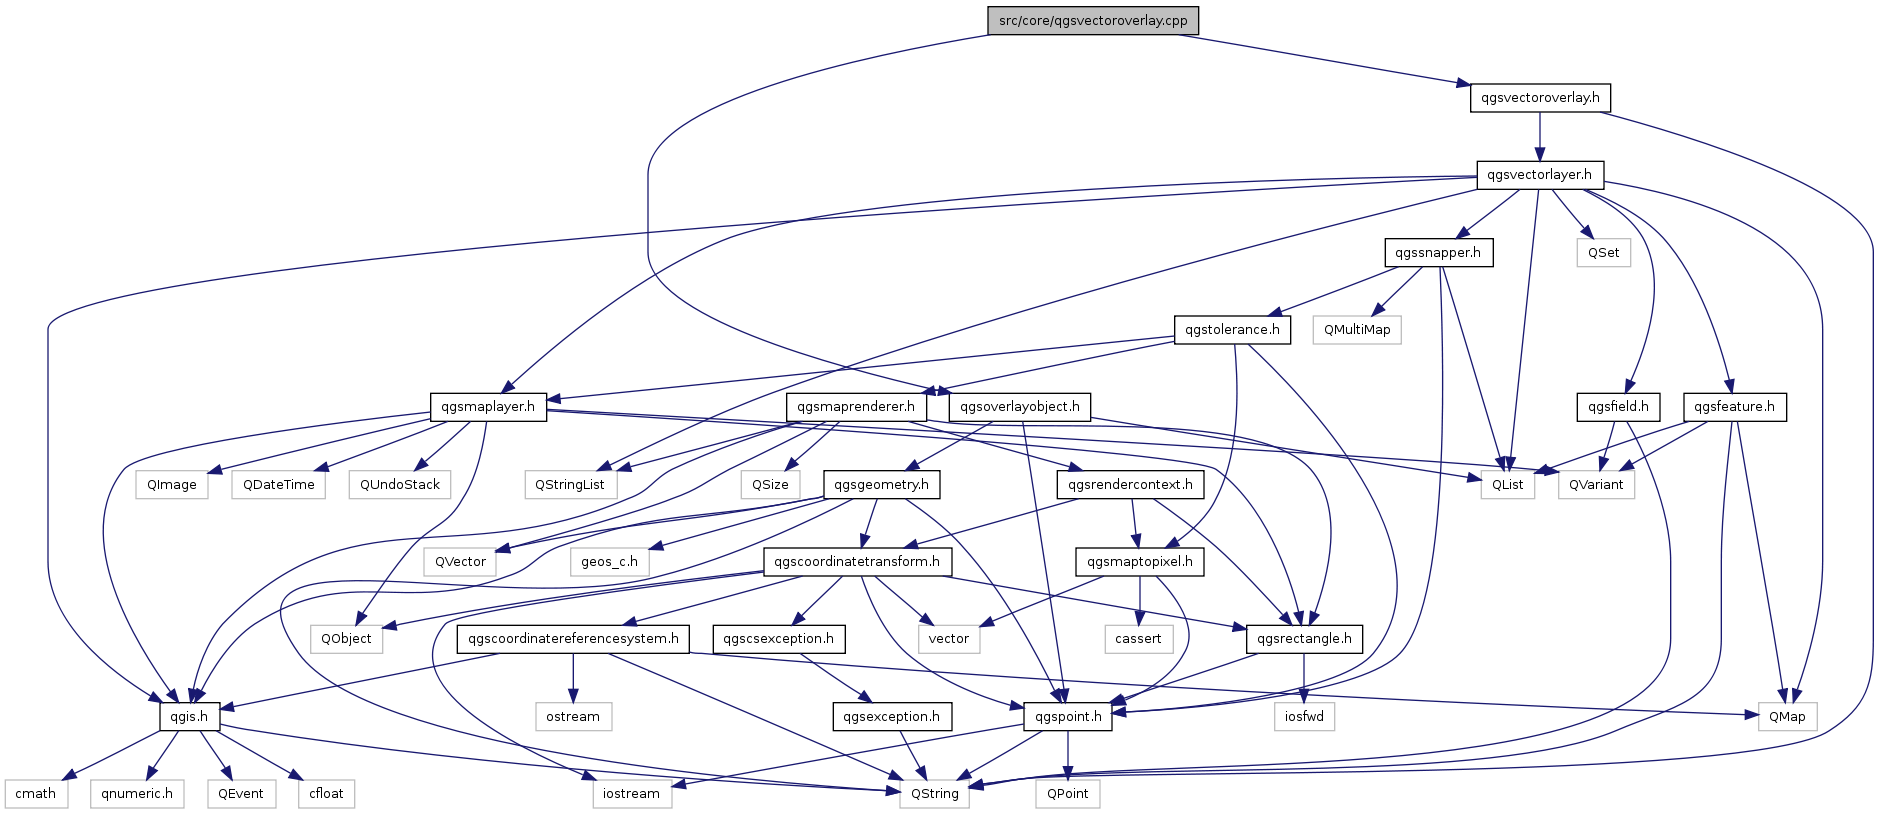 src/core/qgsvectoroverlay.cpp
qgsvectoroverlay.h
qgsvectorlayer.h
qgssnapper.h
QSet
qgstolerance.h
QMultiMap
qgsmaplayer.h
qgsmaprenderer.h
qgsoverlayobject.h
qgsfield.h
qgsfeature.h
QImage
QDateTime
QUndoStack
QStringList
QSize
qgsgeometry.h
qgsrendercontext.h
QList
QVariant
QVector
geos_c.h
qgscoordinatetransform.h
qgsmaptopixel.h
QObject
qgscoordinatereferencesystem.h
qgscsexception.h
vector
cassert
qgsrectangle.h
qgis.h
ostream
qgsexception.h
qgspoint.h
iosfwd
QMap
cmath
qnumeric.h
QEvent
cfloat
iostream
QString
QPoint